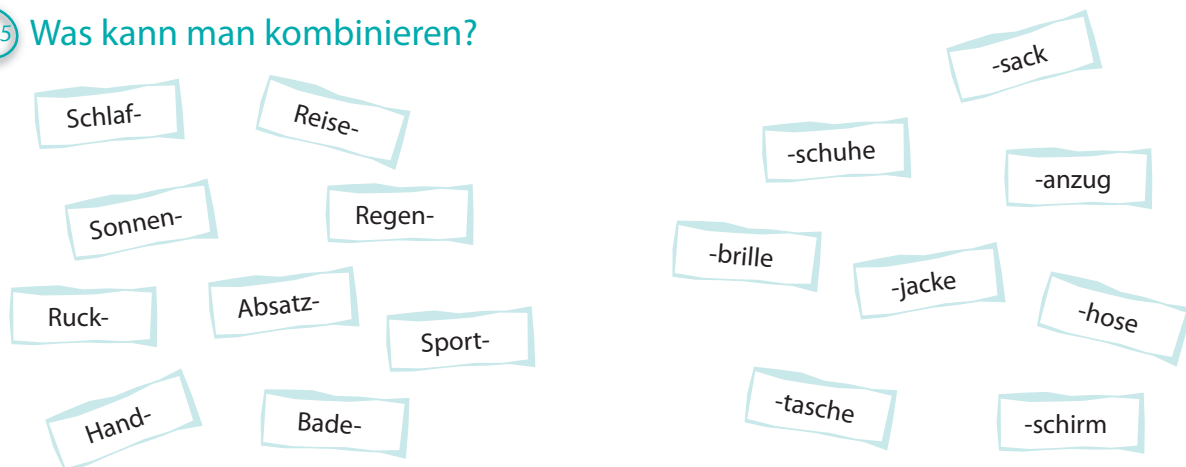 5 Was kann man kombinieren?
Schlaf-
Reise-
Sonnen-
Regen-
Ruck-
Absatz-
Sport-
Hand-
Bade-
-sack
-schuhe
-anzug
-brille
-jacke
-hose
-tasche
-schirm